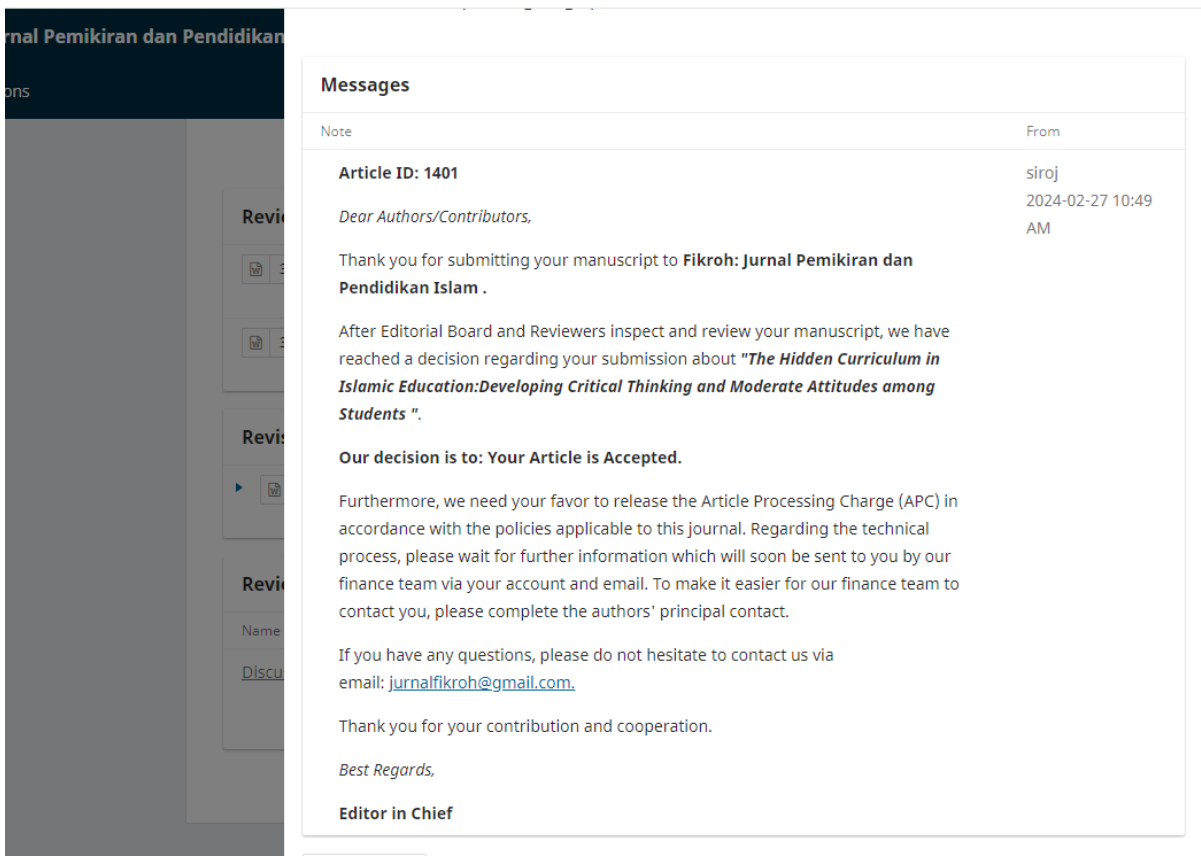 rnal Pemikiran dan Pendidikan
ons
Messages
Note From
Article ID: 1401 siroj
2024-02-27 10:49
AM
Dear Authors/Contributors,
Thank you for submitting your manuscript to Fikroh: Jurnal Pemikiran dan
Pendidikan Islam .
After Editorial Board and Reviewers inspect and review your manuscript, we have
reached a decision regarding your submission about "The Hidden Curriculum in
Islamic Education:Developing Critical Thinking and Moderate Attitudes among
Students ".
Our decision is to: Your Article is Accepted.
Furthermore, we need your favor to release the Article Processing Charge (APC) in
accordance with the policies applicable to this journal. Regarding the technical
process, please wait for further information which will soon be sent to you by our
finance team via your account and email. To make it easier for our finance team to
contact you, please complete the authors' principal contact.
If you have any questions, please do not hesitate to contact us via
email: jurnalfikroh@gmail.com.
Thank you for your contribution and cooperation.
Best Regards,
Editor in Chief
Revi
3
3
Revis
Revi
Name
Discu